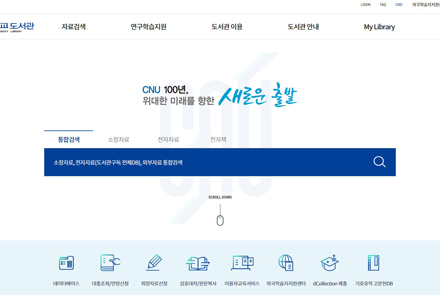 LOGIN FAQ CNU 외국학술지지원
교도서관
자료검색 연구학습지원 도서관 이용 도서관 안내 My Library
CNU 100년,
위대한 미래를 향한 새로운 출발
통합검색 소장자료 전자자료 전자책
소장자료, 전자자료(도서관구독 전체DB), 외부자료 통합검색
SCROLL DOWN
데이터베이스 대출조회/연장신청 희망자료신청 상호대차/원문복사 이용자교육서비스 외국학술지지원센터 dCollection 제출 기호유학 고문헌DB